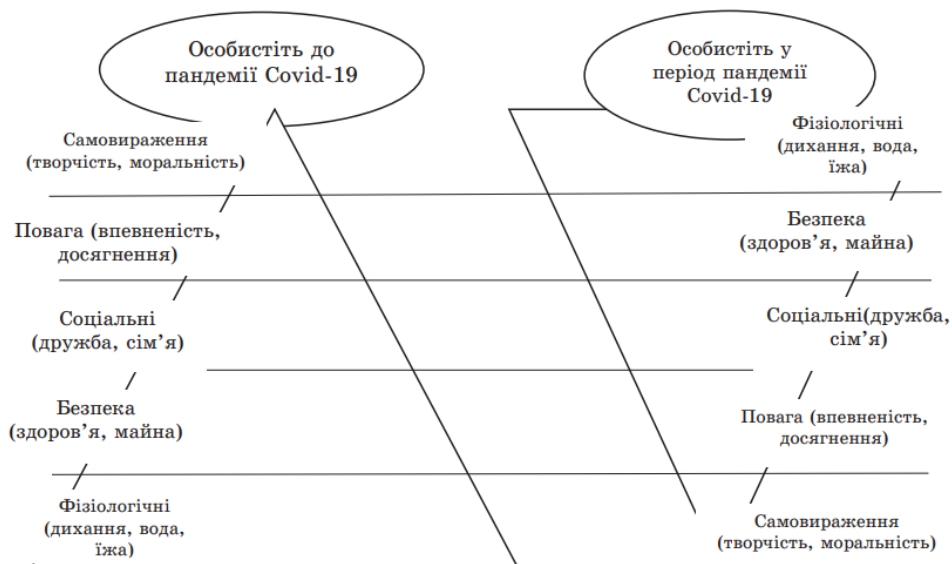 Особистіть до
пандемії Covid-19
Особистіть у
період пандемії
Covid-19
Самовираження
(творчість, моральність)
Повага (впевненість,
досягнення)
Соціальні
(дружба, сім’я)
Безпека
(здоров’я, майна)
Фізіологічні
(дихання, вода,
їжа)
Фізіологічні
(дихання, вода,
їжа)
Безпека
(здоров’я, майна)
Соціальні(дружба,
сім’я)
Повага (впевненість,
досягнення)
Самовираження
(творчість, моральність)